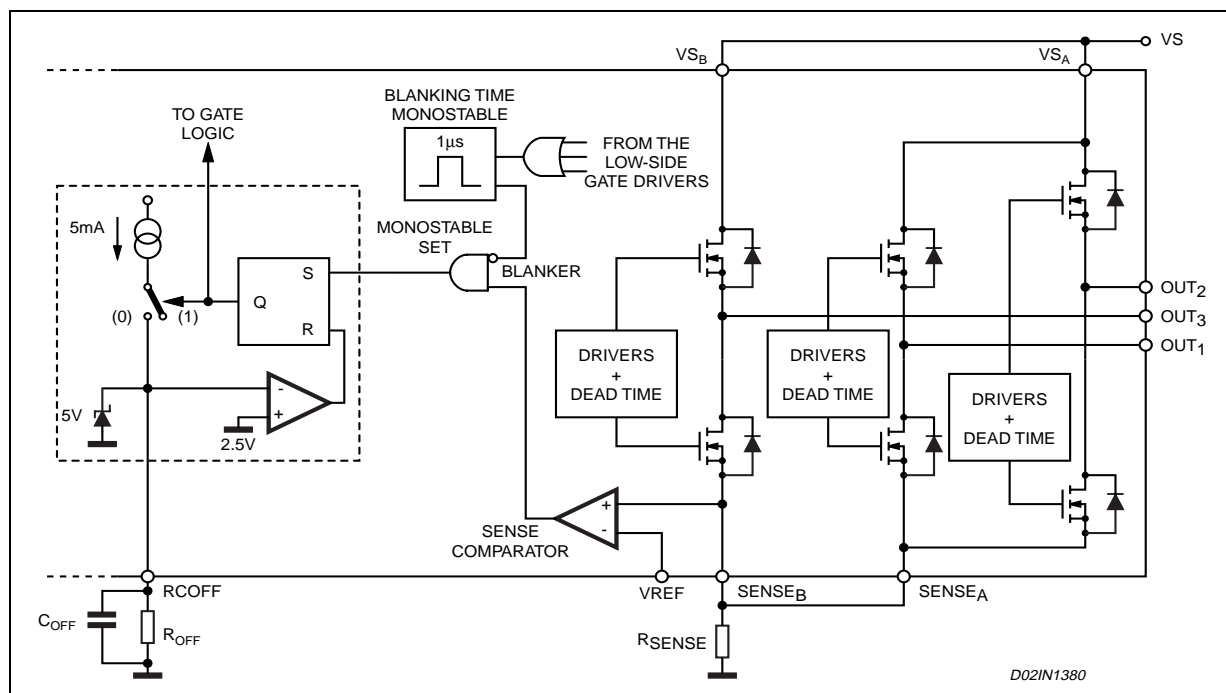 VS
VSB
VSA
BLANKING TIME
MONOSTABLE
TO GATE
LOGIC
1μs
FROM THE
LOW-SIDE
GATE DRIVERS
5mA
MONOSTABLE
SET
BLANKER
S
Q
R
(0)
(1)
5V
-
+
2.5V
DRIVERS
+
DEAD TIME
DRIVERS
+
DEAD TIME
DRIVERS
+
DEAD TIME
OUT2
OUT3
OUT1
+
-
SENSE
COMPARATOR
RCOFF
VREF
SENSEB
SENSEA
COFF
ROFF
RSENSE
D02IN1380